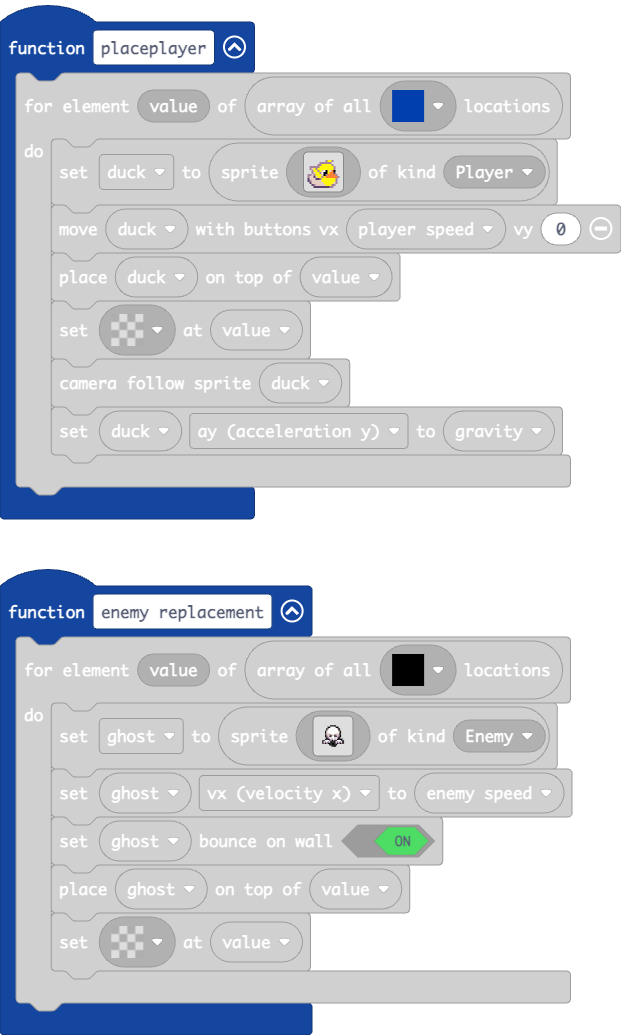 function placeplayer
for element value of array of all locations
do
set duck to sprite of kind Player
move duck with buttons vx player speed vy 0
place duck on top of value
set at value
camera follow sprite duck
set duck ay (acceleration y) to gravity
function enemy replacement
for element value of array of all locations
do
set ghost to sprite of kind Enemy
set ghost vx (velocity x) to enemy speed
set ghost bounce on wall ON
place ghost on top of value
set at value